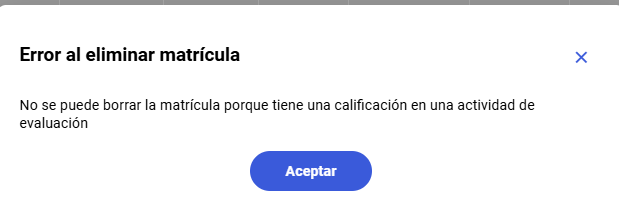 Error al eliminar matrícula
No se puede borrar la matrícula porque tiene una calificación en una actividad de
evaluación
Aceptar